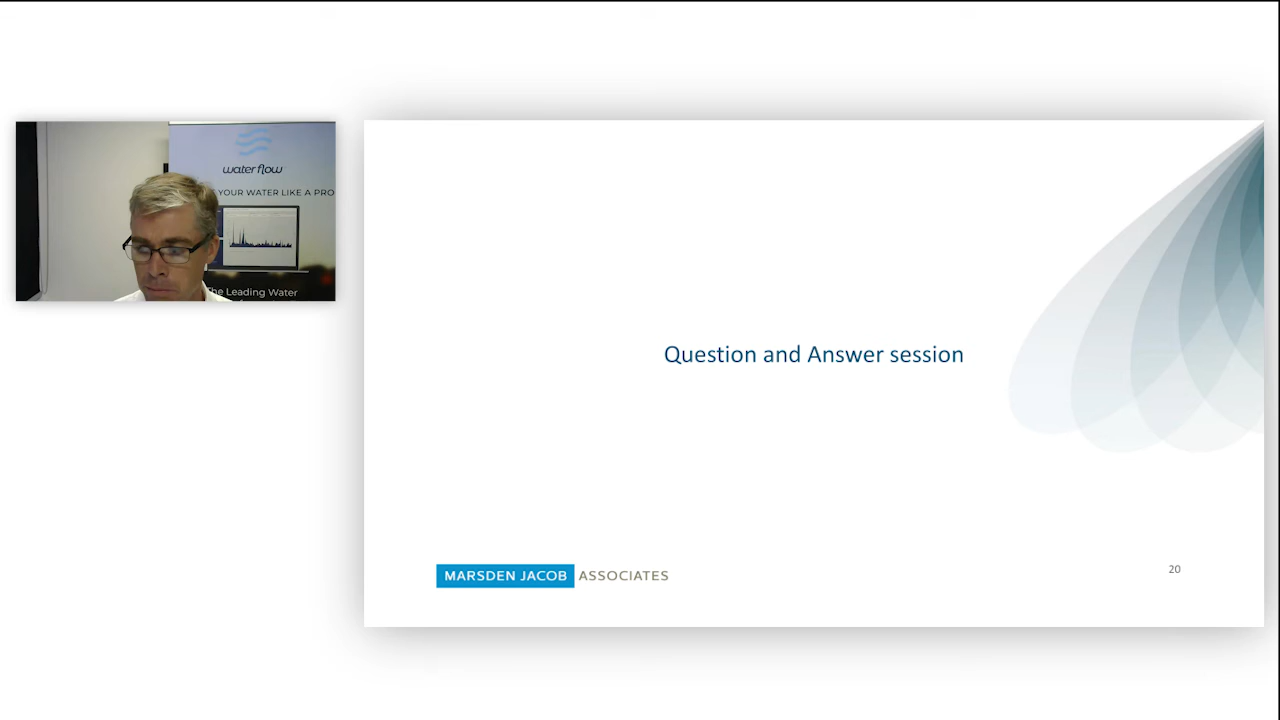 water flow
YOUR WATER LIKE A PRO
The Leading Water
Question and Answer session
MARSDEN JACOB ASSOCIATES
20